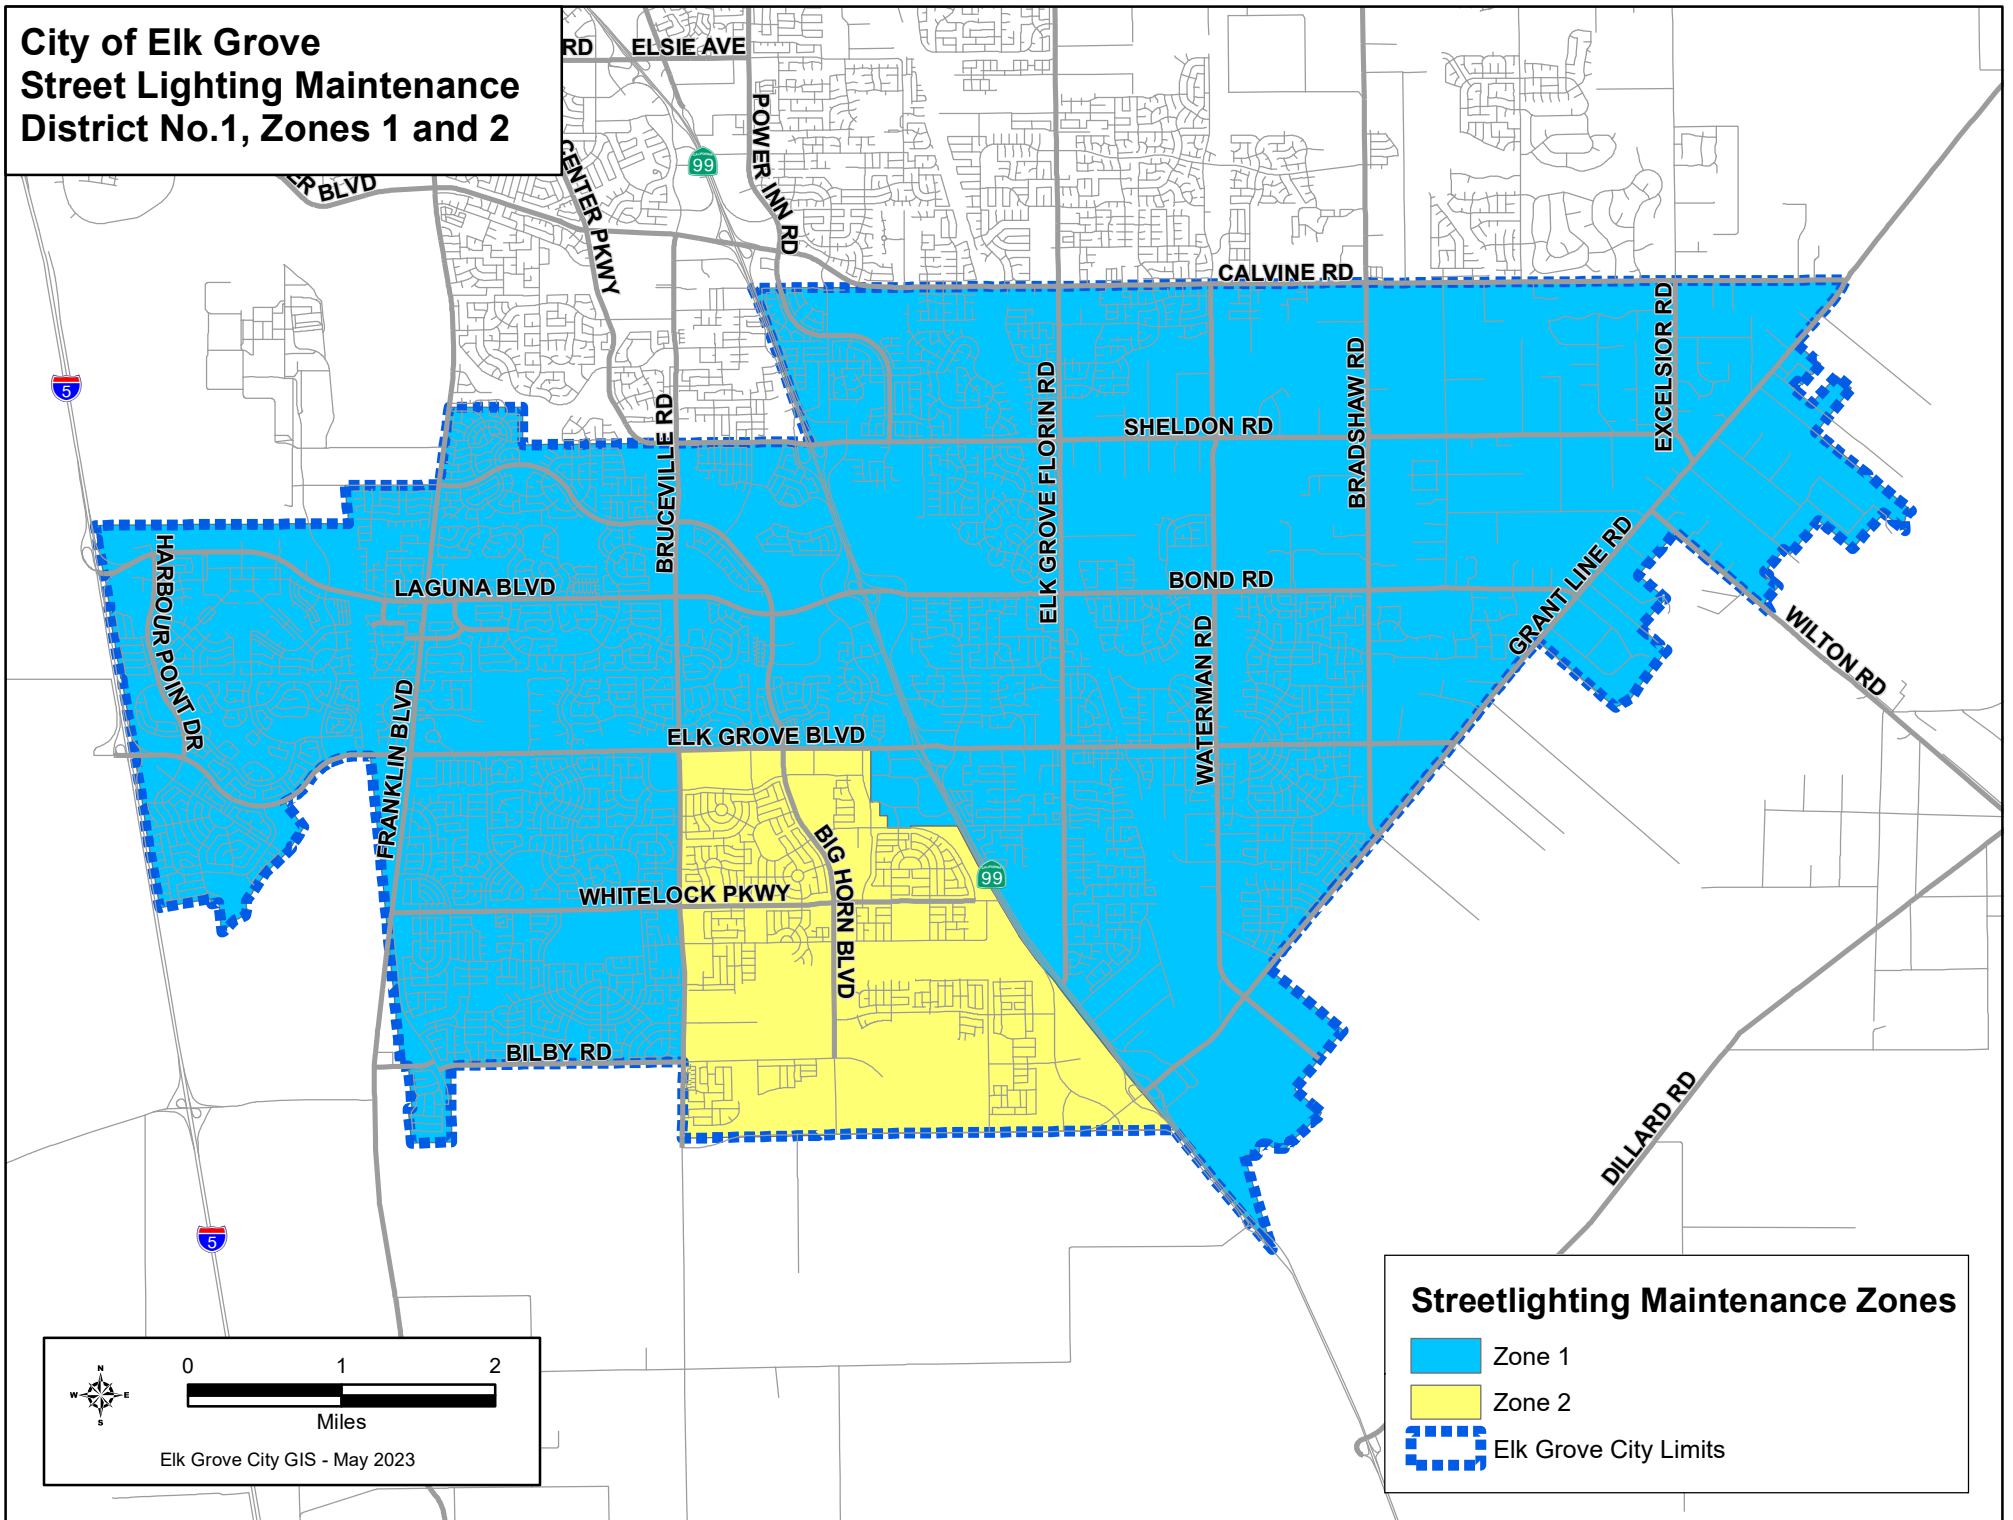 City of Elk Grove
Street Lighting Maintenance
District No.1, Zones 1 and 2
RD
ELSIE AVE
POWER INN RD
CENTER PKWY
ER BLVD
CALIFORNIA
99
CALVINE RD
EXCELSIOR RD
BRADSHAW RD
ELK GROVE FLORIN RD
SHELDON RD
BRUCEVILLE RD
5
HARBOUR POINT DR
LAGUNA BLVD
BOND RD
GRANT LINE RD
WILTON RD
WATERMAN RD
FRANKLIN BLVD
ELK GROVE BLVD
BIG HORN BLVD
WHITELOCK PKWY
CALIFORNIA
99
BILBY RD
DILLARD RD
5
Streetlighting Maintenance Zones
Zone 1
Zone 2
Elk Grove City Limits
N
W E
S
0 1 2
Miles
Elk Grove City GIS - May 2023